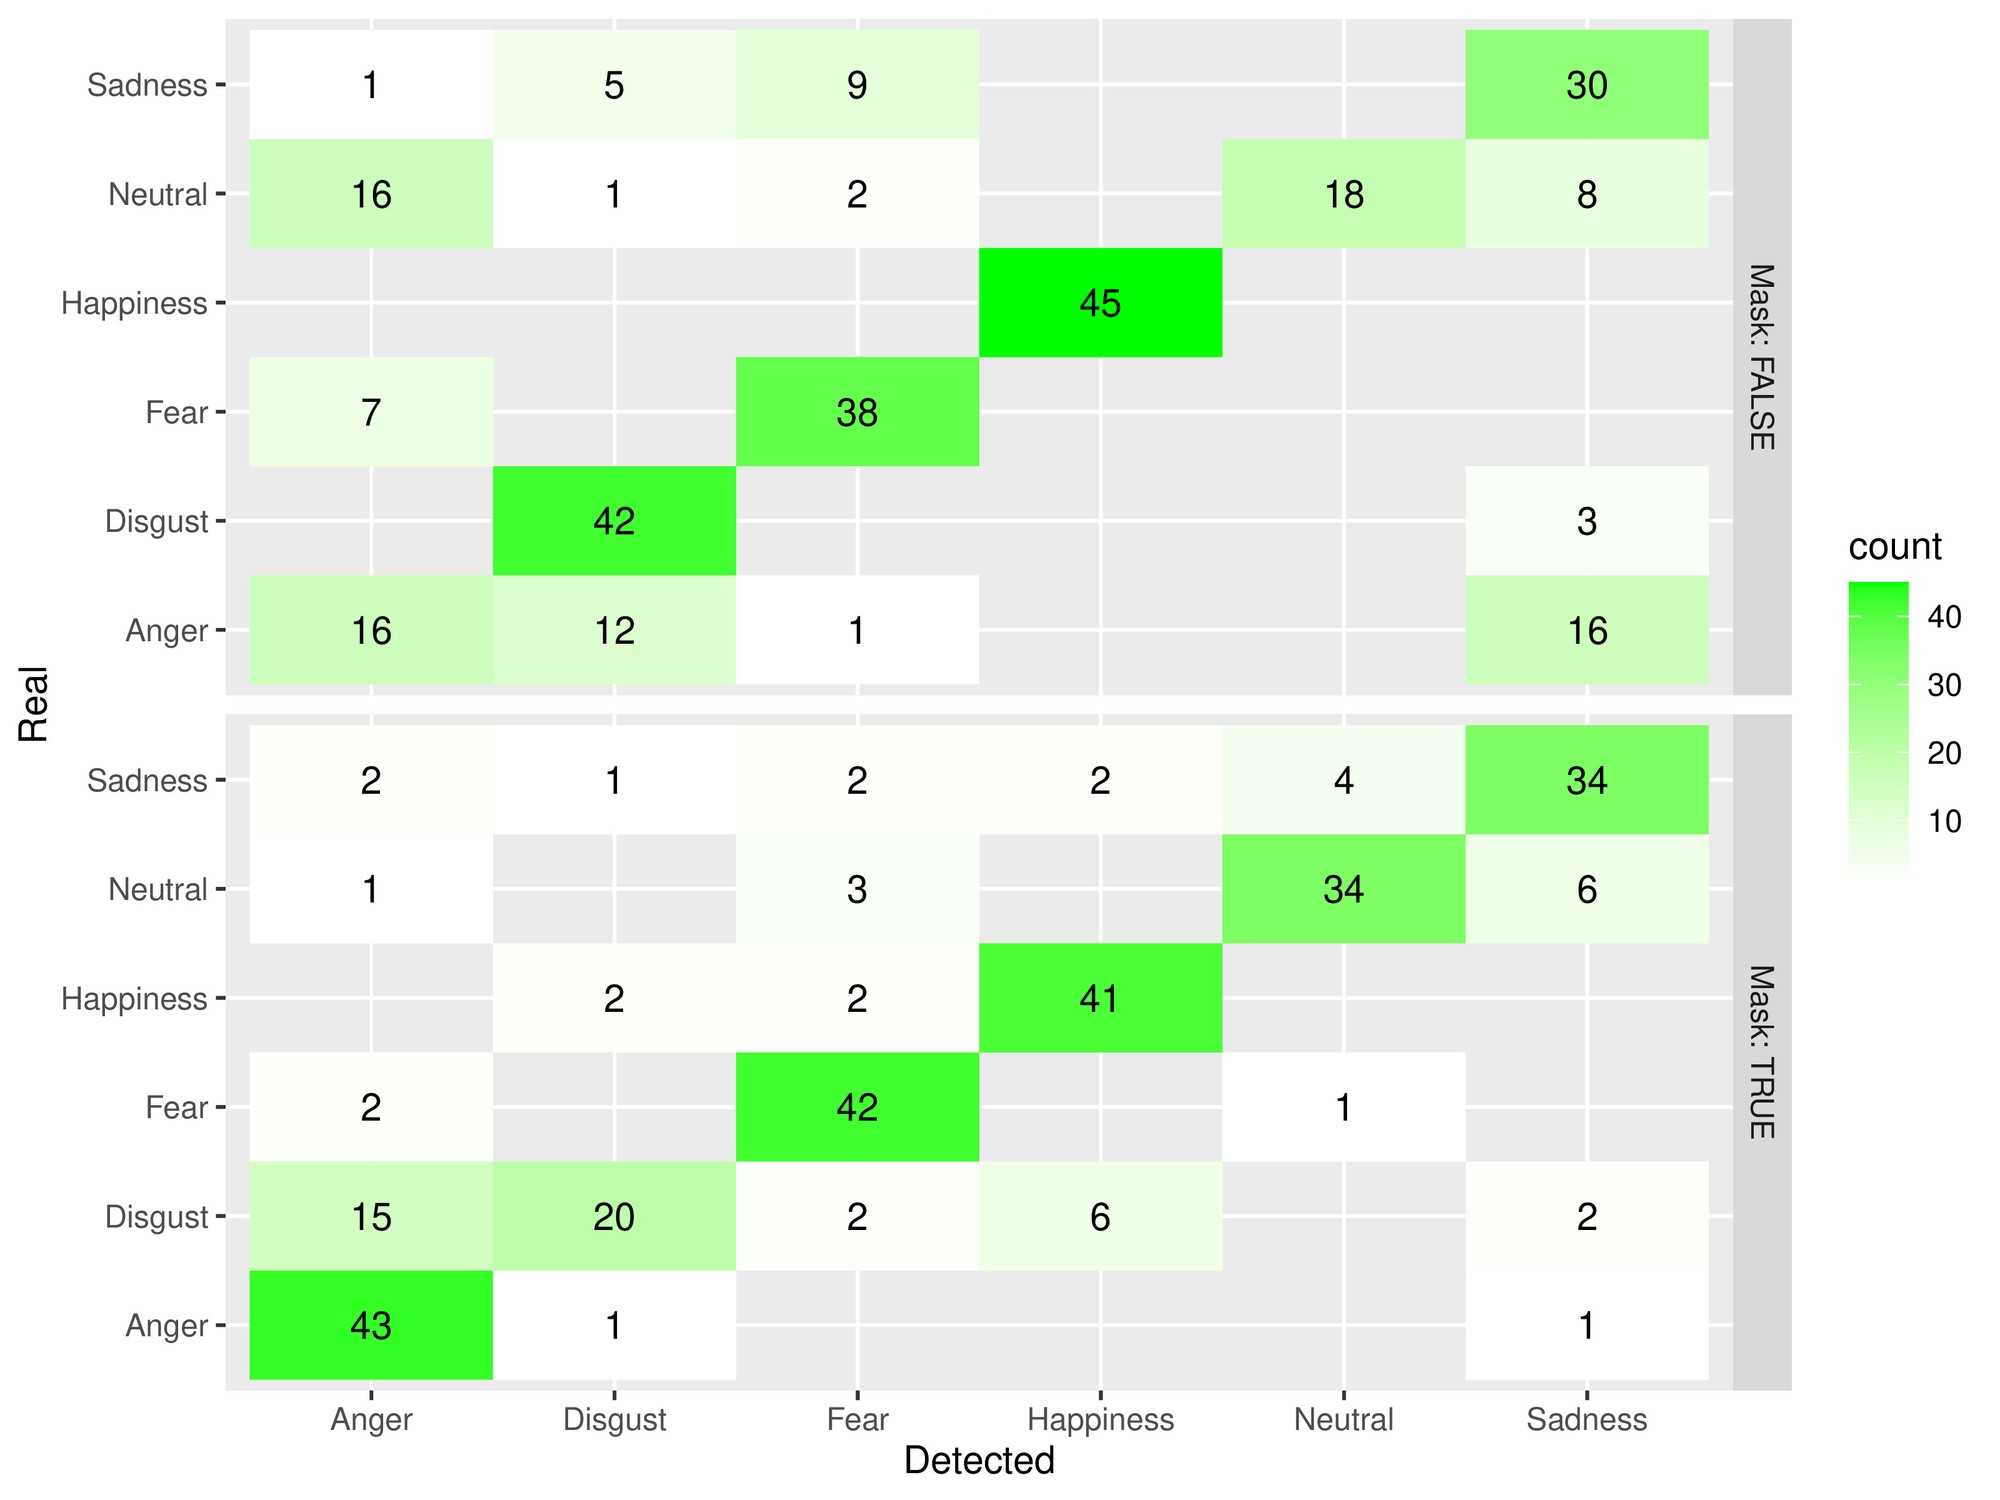 Sadness 1 5 9 30
Neutral 16 1 2 18 8
Happiness 45
Fear 7 38
Disgust 42 3
Anger 16 12 1 16
Mask: FALSE
Real
Sadness 2 1 2 2 4 34
Neutral 1 3 34 6
Happiness 2 2 41
Fear 2 42 1
Disgust 15 20 2 6 2
Anger 43 1 1
Mask: TRUE
Anger Disgust Fear Happiness Neutral Sadness
Detected
count
40
30
20
10